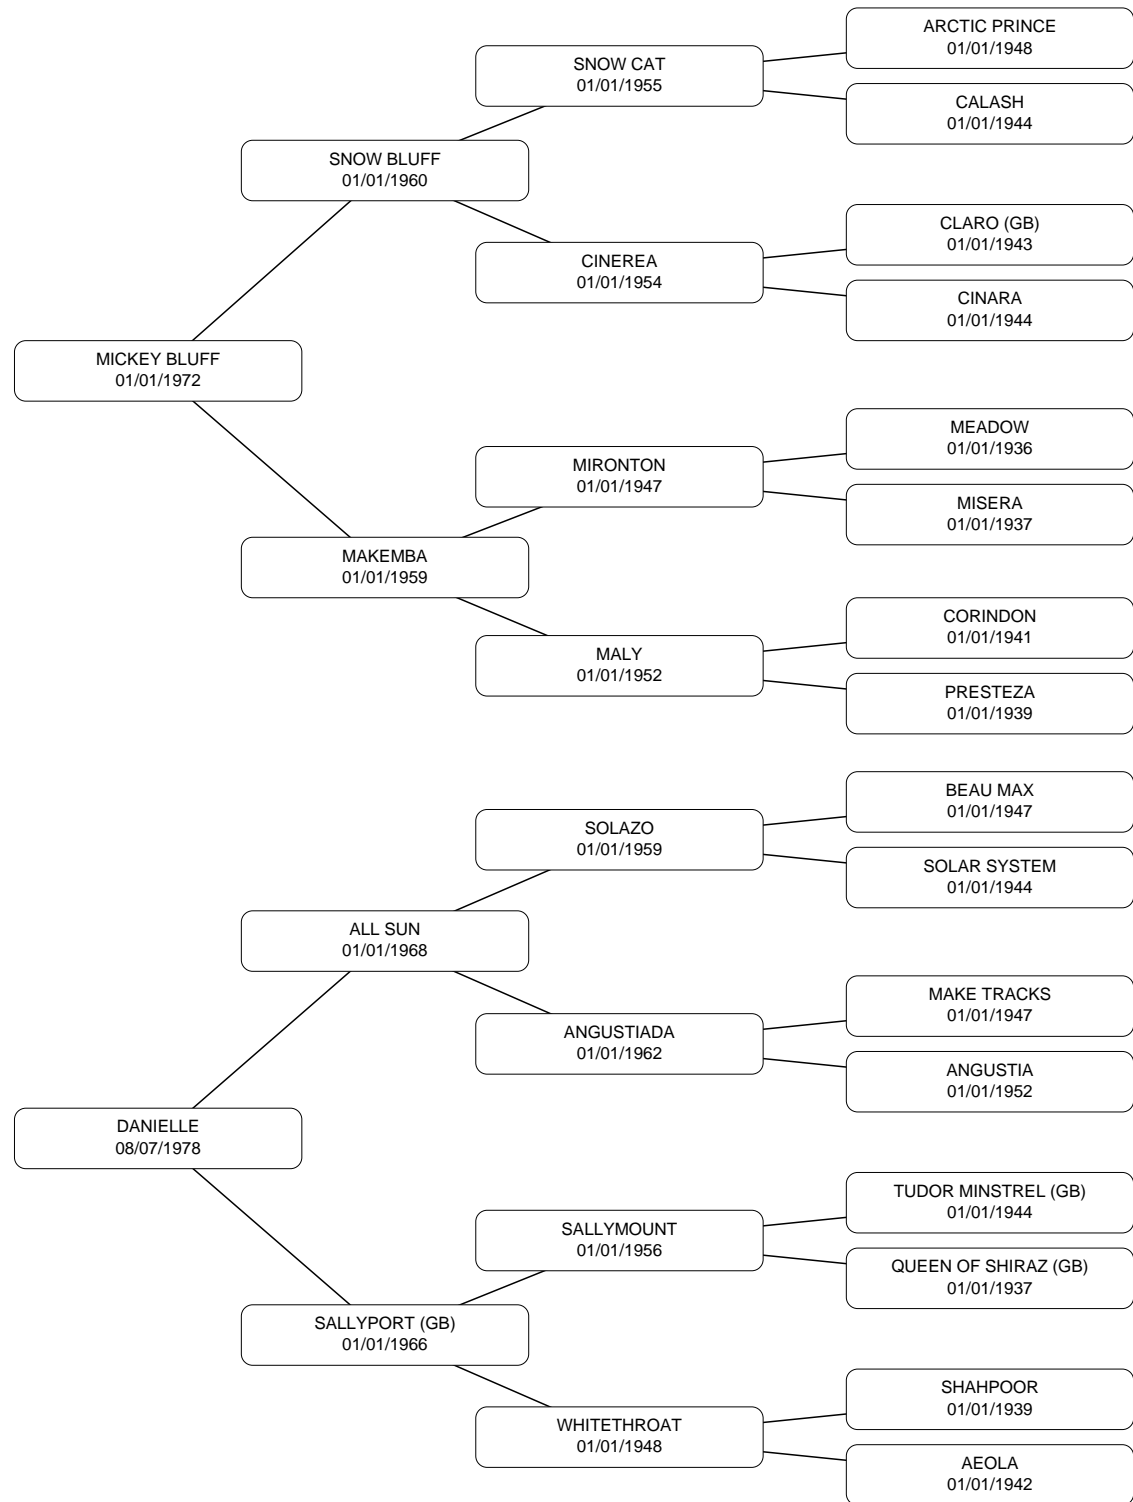 ARCTIC PRINCE
01/01/1948
SNOW CAT
01/01/1955
CALASH
01/01/1944
SNOW BLUFF
01/01/1960
CLARO (GB)
01/01/1943
CINEREA
01/01/1954
CINARA
01/01/1944
MICKEY BLUFF
01/01/1972
MEADOW
01/01/1936
MIRONTON
01/01/1947
MISERA
01/01/1937
MAKEMBA
01/01/1959
CORINDON
01/01/1941
MALY
01/01/1952
PRESTEZA
01/01/1939
BEAU MAX
01/01/1947
SOLAZO
01/01/1959
SOLAR SYSTEM
01/01/1944
ALL SUN
01/01/1968
MAKE TRACKS
01/01/1947
ANGUSTIADA
01/01/1962
ANGUSTIA
01/01/1952
DANIELLE
08/07/1978
TUDOR MINSTREL (GB)
01/01/1944
SALLYMOUNT
01/01/1956
QUEEN OF SHIRAZ (GB)
01/01/1937
SALLYPORT (GB)
01/01/1966
SHAHPOOR
01/01/1939
WHITETHROAT
01/01/1948
AEOLA
01/01/1942